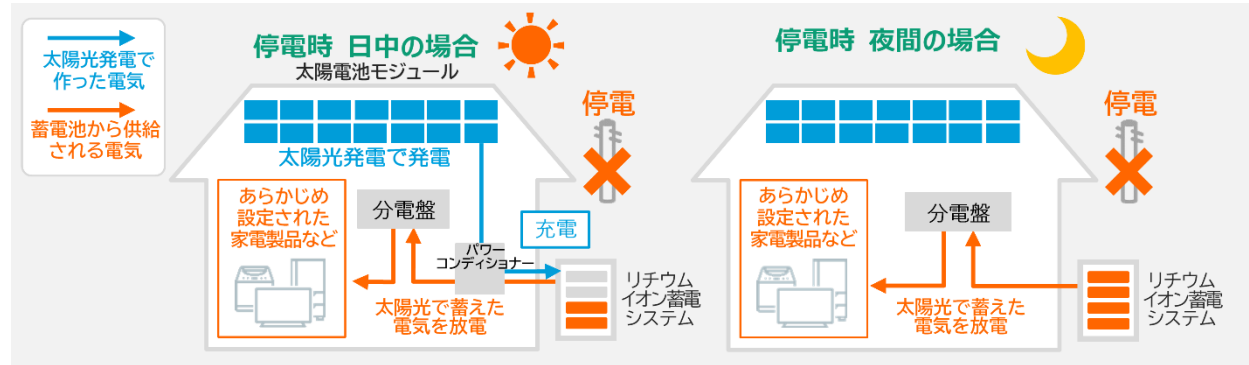 太陽光発電で
作った電気
蓄電池から供給
される電気
停電時 日中の場合
太陽電池モジュール
停電
太陽光発電で発電
あらかじめ
設定された
家電製品など
分電盤
充電
パワー
コンディショナー
太陽光で蓄えた
電気を放電
リチウム
イオン蓄電
システム
停電時 夜間の場合
停電
あらかじめ
設定された
家電製品など
分電盤
太陽光で蓄えた
電気を放電
リチウム
イオン蓄電
システム